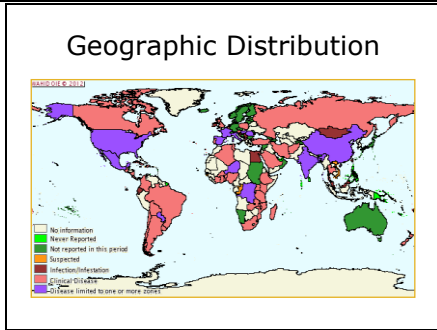 Geographic Distribution
WAHID OIE © 2012
No information
Never Reported
Not reported in this period
Suspected
Infection/Infestation
Clinical Disease
Disease limited to one or more zones